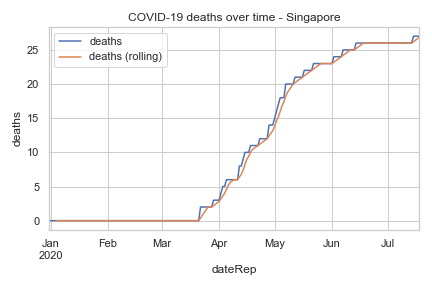 COVID-19 deaths over time - Singapore
deaths
deaths (rolling)
25
20
15
10
5
0
deaths
Jan Feb Mar Apr May Jun Jul
2020
dateRep